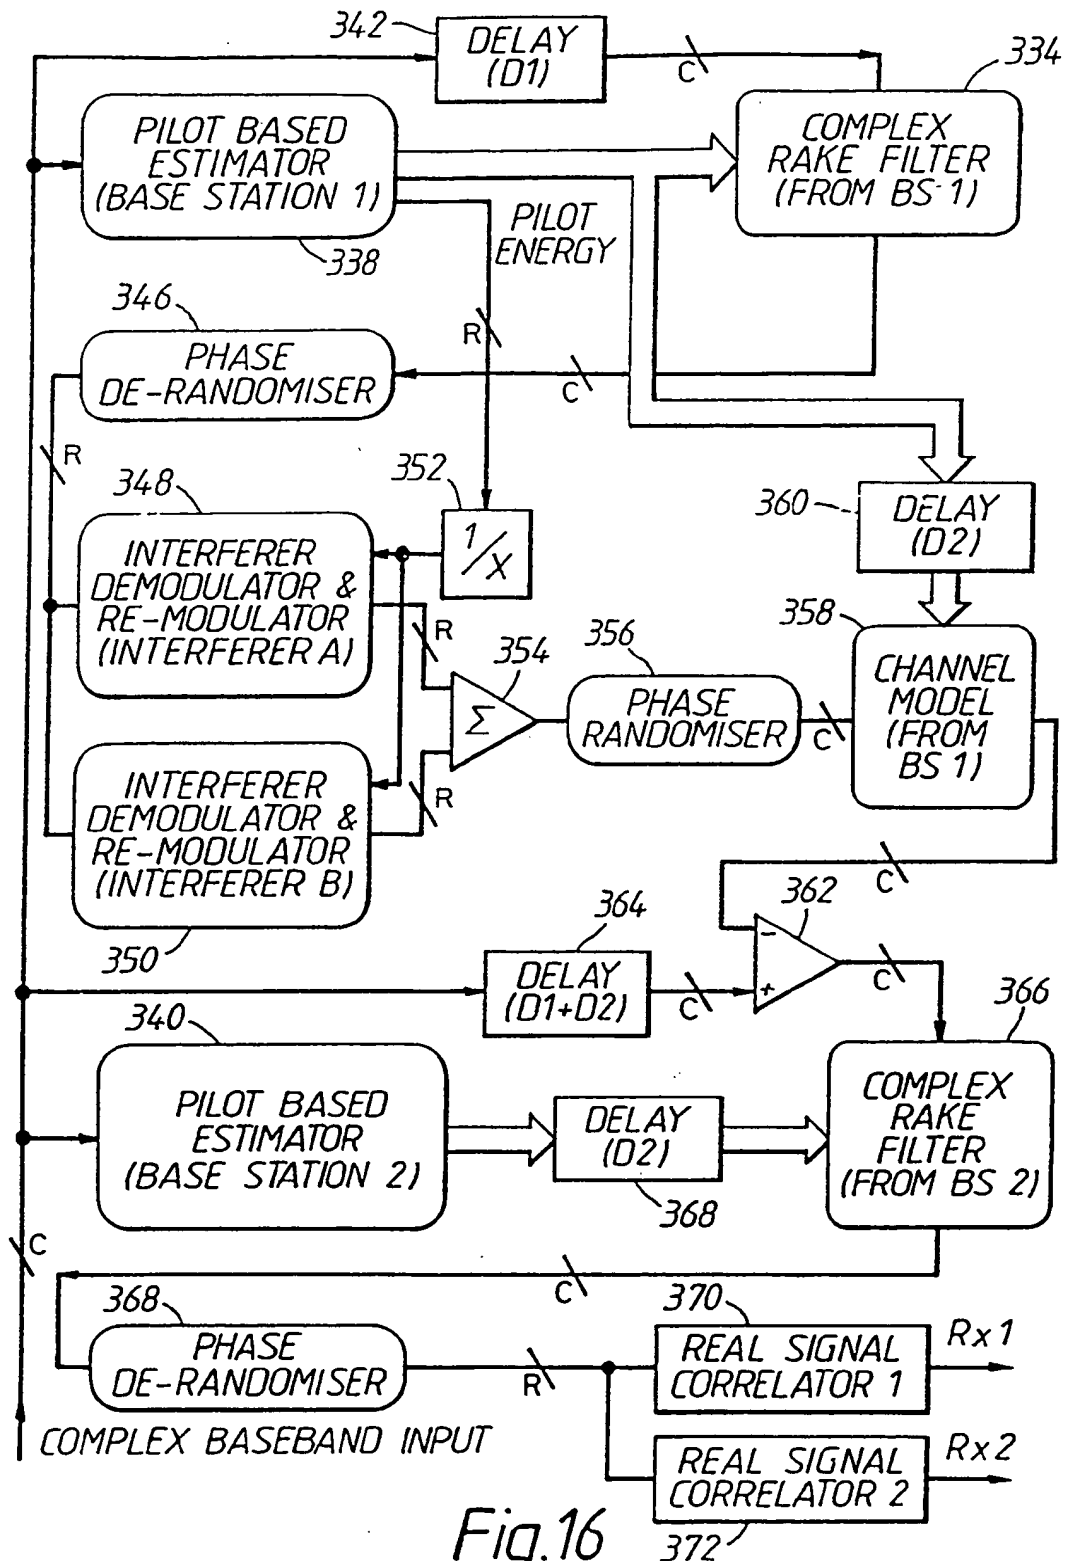 342
DELAY
(D1)
C
334
PILOT BASED
ESTIMATOR
(BASE STATION 1)
338
COMPLEX
RAKE FILTER
(FROM BS 1)
PILOT
ENERGY
346
R
PHASE
DE-RANDOMISER
C
R
348
352
1/X
360
DELAY
(D2)
INTERFERER
DEMODULATOR &
RE-MODULATOR
(INTERFERER A)
R
354
Σ
356
PHASE
RANDOMISER
C
358
CHANNEL
MODEL
(FROM
BS 1)
INTERFERER
DEMODULATOR &
RE-MODULATOR
(INTERFERER B)
R
350
C
364
DELAY
(D1+D2)
C
362
-
+
C
366
340
PILOT BASED
ESTIMATOR
(BASE STATION 2)
DELAY
(D2)
368
COMPLEX
RAKE
FILTER
(FROM BS 2)
C
C
368
PHASE
DE-RANDOMISER
R
370
REAL SIGNAL
CORRELATOR 1
Rx1
COMPLEX BASEBAND INPUT
REAL SIGNAL
CORRELATOR 2
Rx2
372
Fig.16